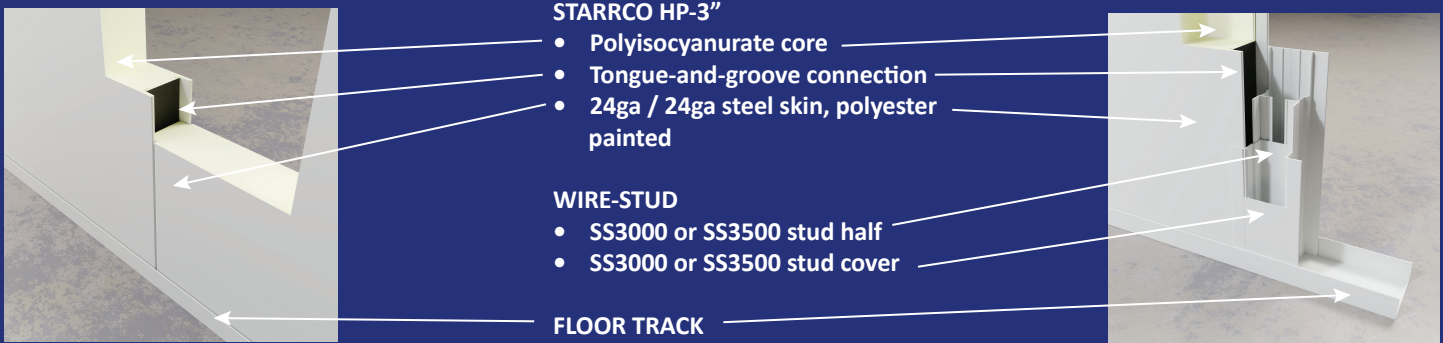 STARRCO HP-3”
• Polyisocyanurate core
• Tongue-and-groove connection
• 24ga / 24ga steel skin, polyester
painted
WIRE-STUD
• SS3000 or SS3500 stud half
• SS3000 or SS3500 stud cover
FLOOR TRACK